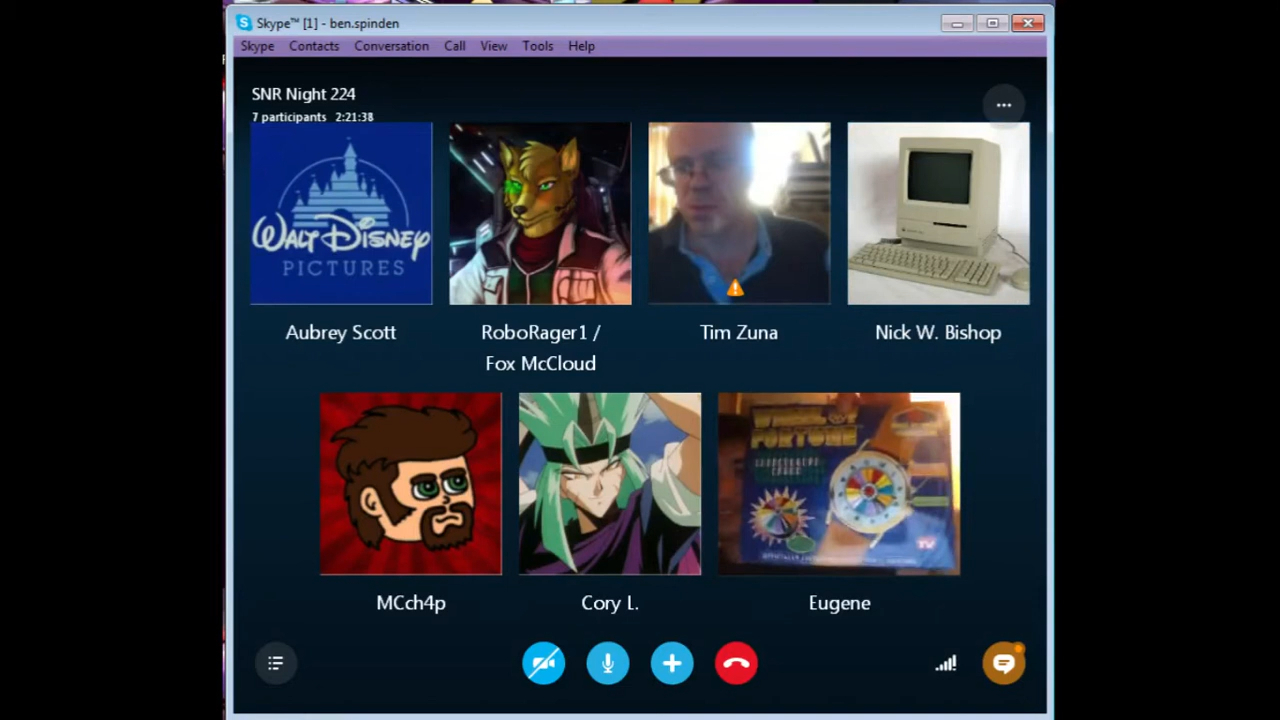 Skype™ [1] - ben.spinden
Skype Contacts Conversation Call View Tools Help
SNR Night 224
7 participants 2:21:38
WALT DISNEY
PICTURES
Aubrey Scott
RoboRager1 /
Fox McCloud
Tim Zuna
Nick W. Bishop
WHEEL OF
FORTUNE
MCch4p
Cory L.
Eugene